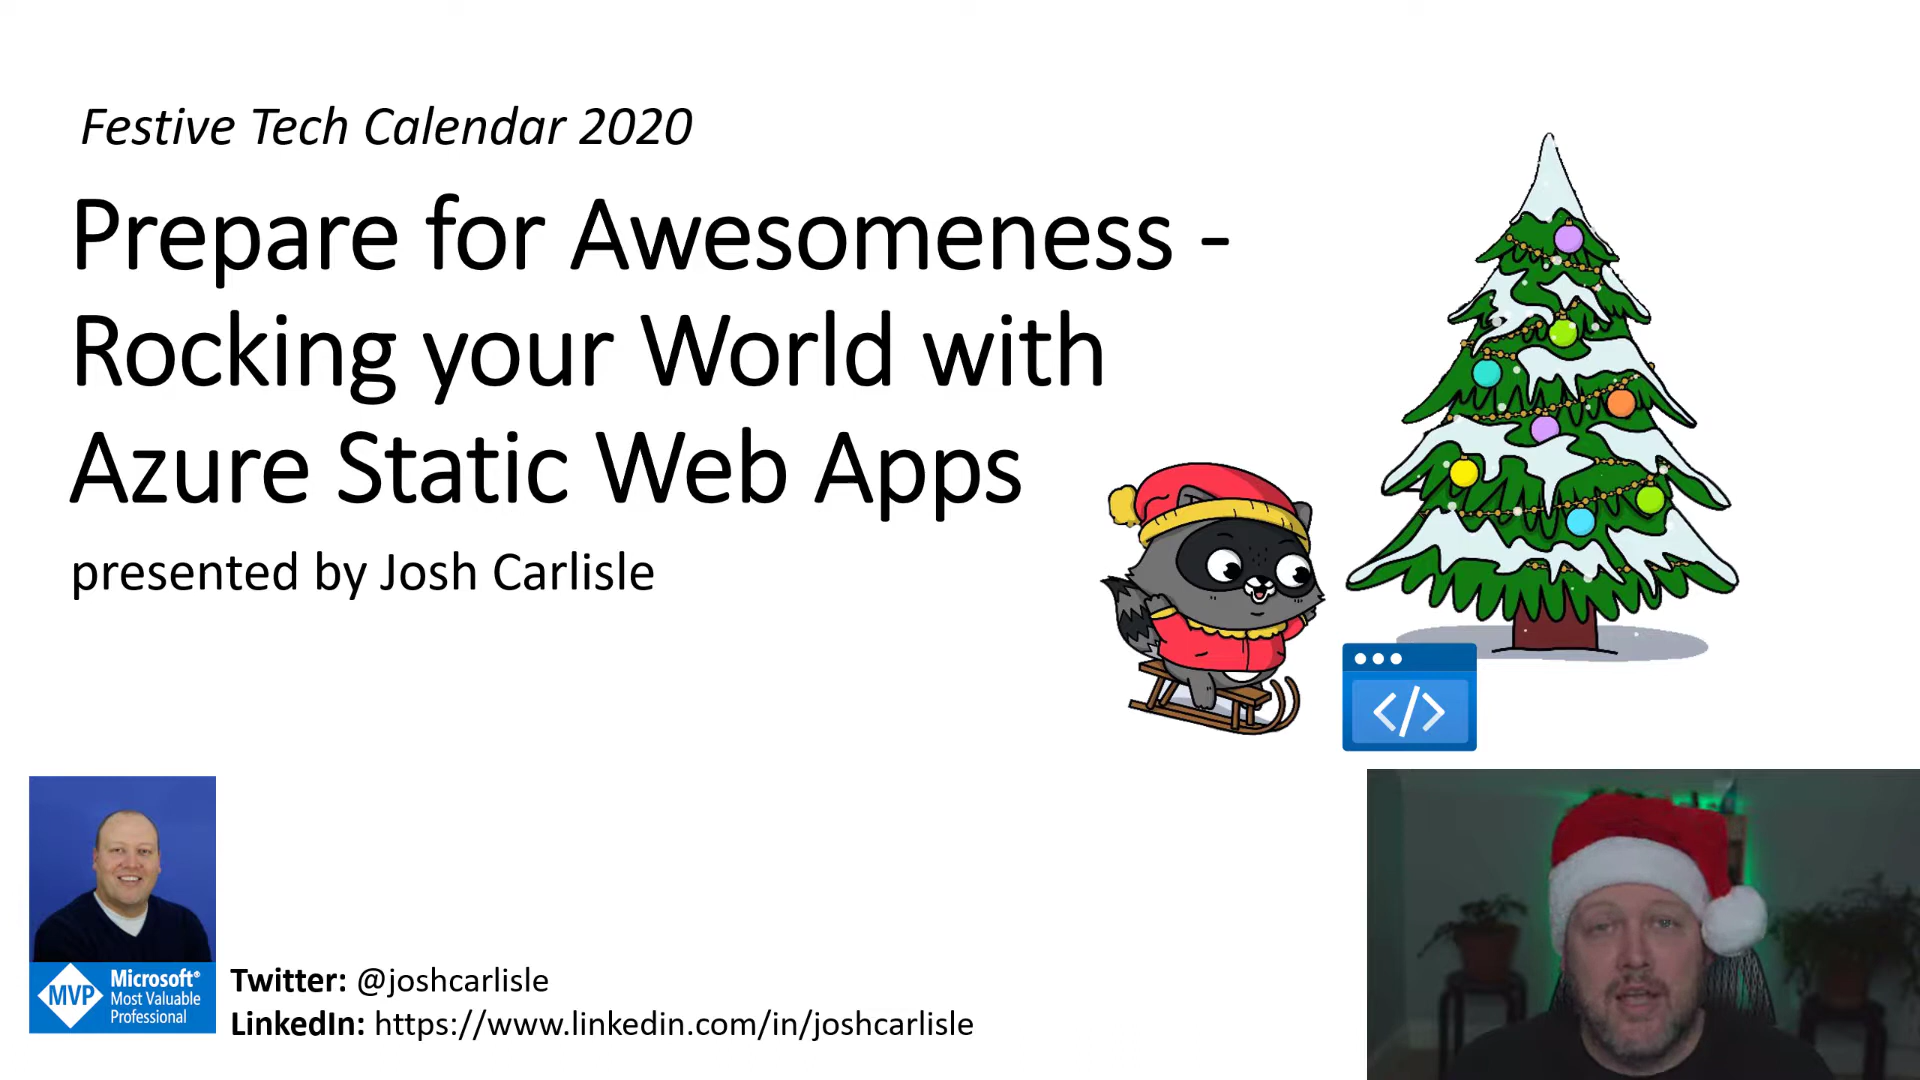 Festive Tech Calendar 2020
Prepare for Awesomeness -
Rocking your World with
Azure Static Web Apps
presented by Josh Carlisle
</>
MVP
Microsoft®
Most Valuable
Professional
Twitter: @joshcarlisle
LinkedIn: https://www.linkedin.com/in/joshcarlisle